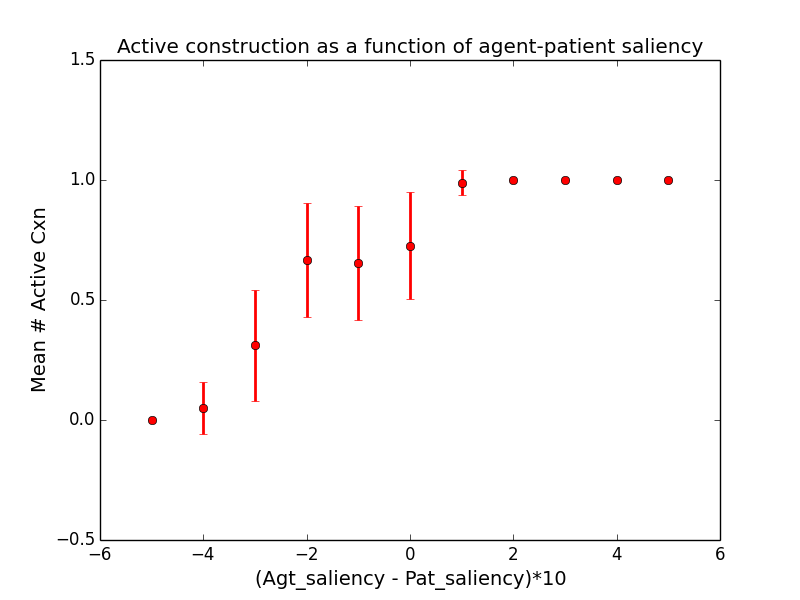 Active construction as a function of agent-patient saliency
1.5
1.0
0.5
0.0
−0.5
Mean # Active Cxn
−6 −4 −2 0 2 4 6
(Agt_saliency - Pat_saliency)*10